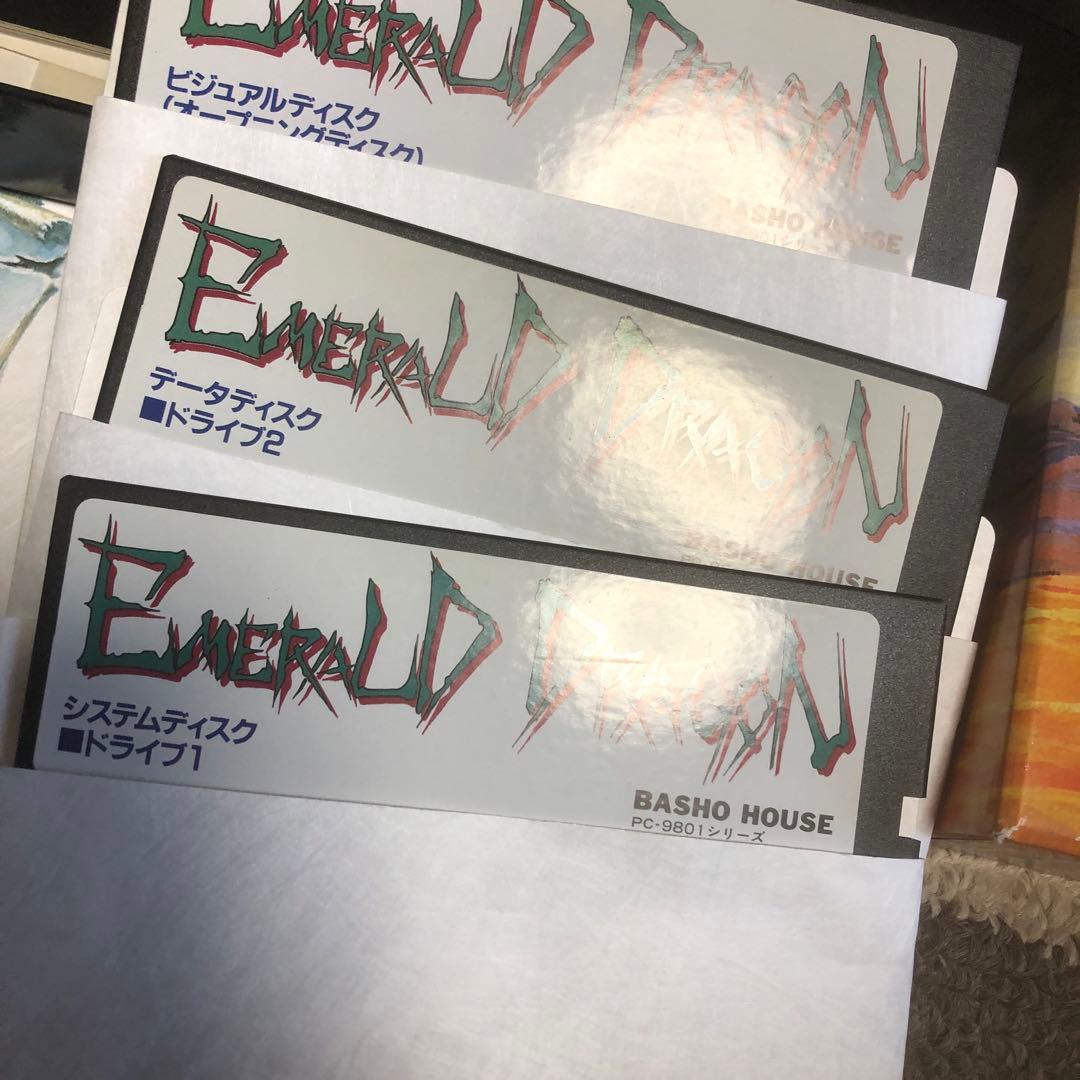 EMERALD DRAGON
ビジュアルディスク
(オープニングディスク)
BASHO HOUSE
EMERALD DRAGON
データディスク
■ドライブ2
BASHO HOUSE
EMERALD DRAGON
システムディスク
■ドライブ1
BASHO HOUSE
PC-9801シリーズ